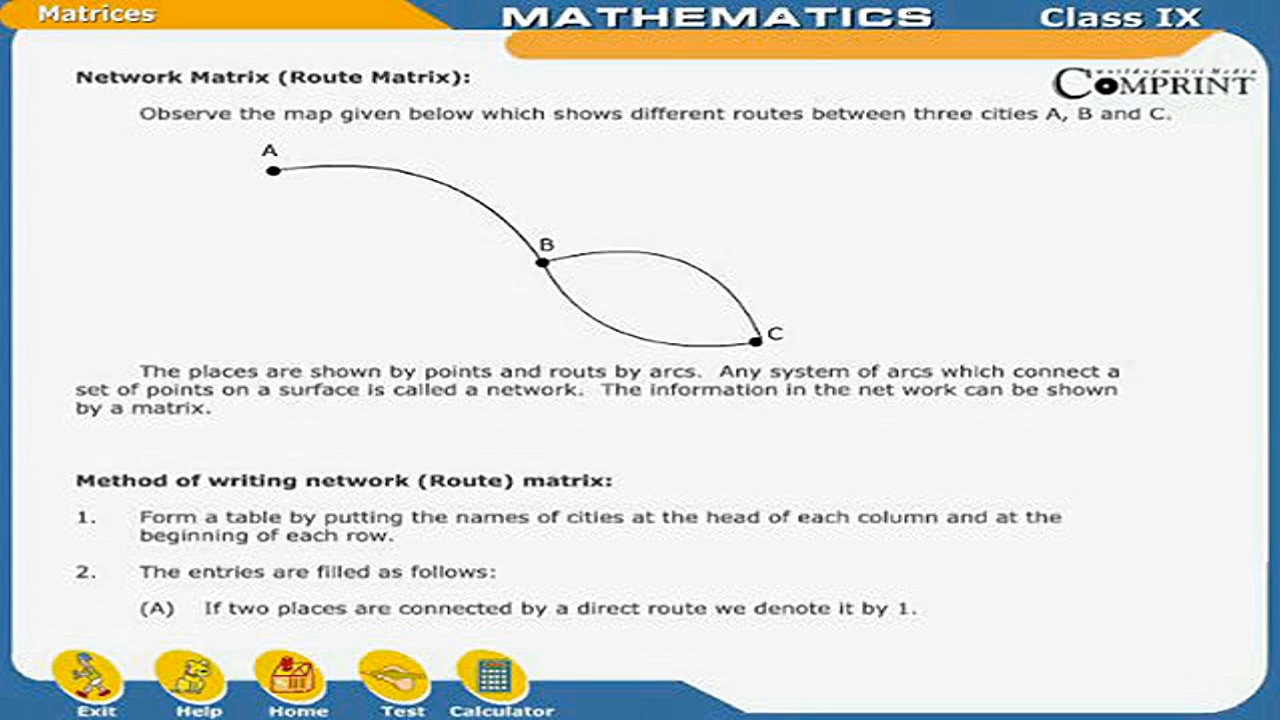 Matrices
MATHEMATICS
Class IX
Network Matrix (Route Matrix):
world of multi Media
COMPRINT
Observe the map given below which shows different routes between three cities A, B and C.
A
B
C
The places are shown by points and routs by arcs. Any system of arcs which connect a
set of points on a surface is called a network. The information in the net work can be shown
by a matrix.
Method of writing network (Route) matrix:
1. Form a table by putting the names of cities at the head of each column and at the
beginning of each row.
2. The entries are filled as follows:
(A) If two places are connected by a direct route we denote it by 1.
Exit
Help
Home
Test
Calculator